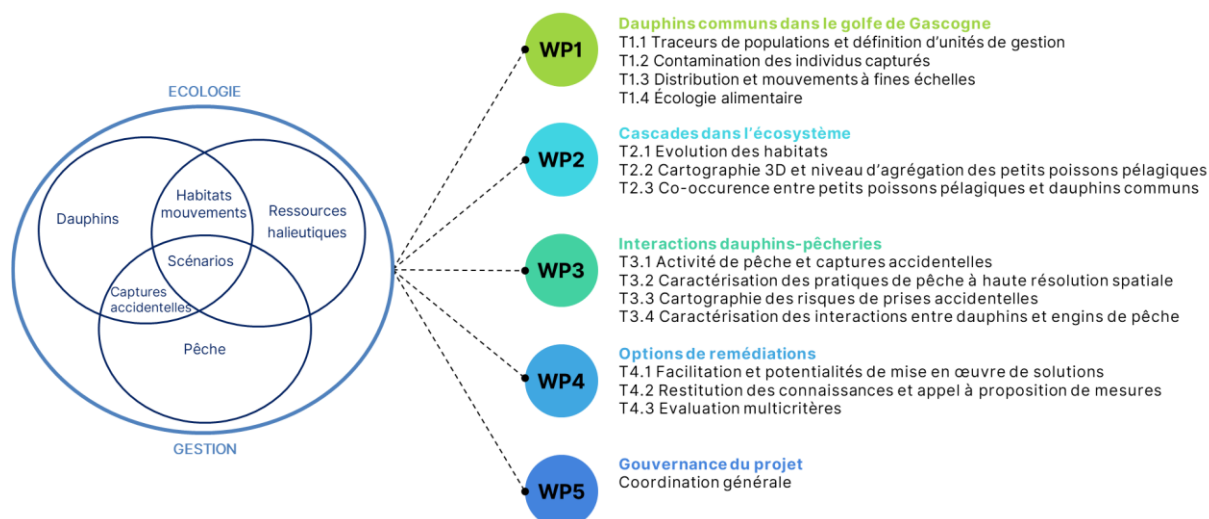 ECOLOGIE
Dauphins
Habitats
mouvements
Ressources
halieutiques
Scénarios
Captures
accidentelles
Pêche
GESTION
WP1
Dauphins communs dans le golfe de Gascogne
T1.1 Traceurs de populations et définition d'unités de gestion
T1.2 Contamination des individus capturés
T1.3 Distribution et mouvements à fines échelles
T1.4 Écologie alimentaire
WP2
Cascades dans l'écosystème
T2.1 Evolution des habitats
T2.2 Cartographie 3D et niveau d'agrégation des petits poissons pélagiques
T2.3 Co-occurence entre petits poissons pélagiques et dauphins communs
WP3
Interactions dauphins-pêcheries
T3.1 Activité de pêche et captures accidentelles
T3.2 Caractérisation des pratiques de pêche à haute résolution spatiale
T3.3 Cartographie des risques de prises accidentelles
T3.4 Caractérisation des interactions entre dauphins et engins de pêche
WP4
Options de remédiations
T4.1 Facilitation et potentialités de mise en œuvre de solutions
T4.2 Restitution des connaissances et appel à proposition de mesures
T4.3 Evaluation multicritères
WP5
Gouvernance du projet
Coordination générale